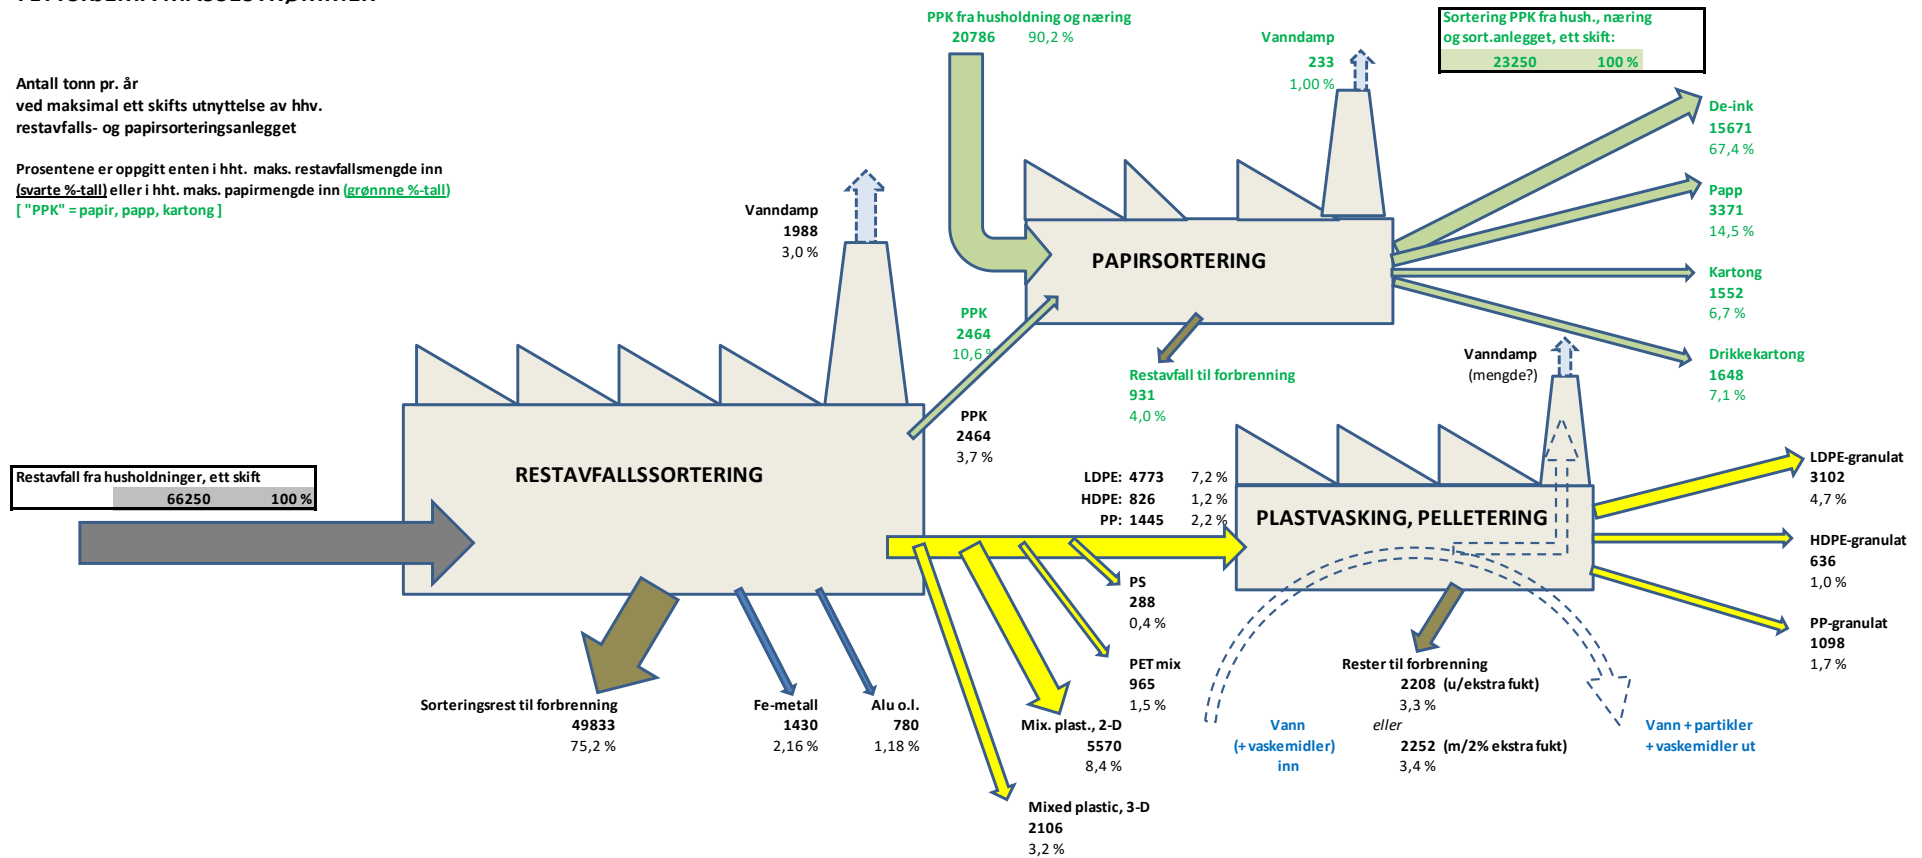 Antall tonn pr. år
ved maksimal ett skifts utnyttelse av hhv.
restavfalls- og papirsorteringsanlegget
Prosentene er oppgitt enten i hht. maks. restavfallsmengde inn
(svarte %-tall) eller i hht. maks. papirmengde inn (grønnne %-tall)
[ "PPK" = papir, papp, kartong ]
PPK fra husholdning og næring
20786 90,2 %
Vanndamp
233
1,00 %
Sortering PPK fra hush., næring
og sort.anlegget, ett skift:
23250 100 %
De-ink
15671
67,4 %
Papp
3371
14,5 %
Kartong
1552
6,7 %
Drikkekartong
1648
7,1 %
PAPIRSORTERING
Vanndamp
1988
3,0 %
PPK
2464
10,6 %
Restavfall til forbrenning
931
4,0 %
PPK
2464
3,7 %
Vanndamp
(mengde?)
Restavfall fra husholdninger, ett skift
66250 100 %
RESTAVFALLSSORTERING
LDPE: 4773 7,2 %
HDPE: 826 1,2 %
PP: 1445 2,2 %
PLASTVASKING, PELLETERING
LDPE-granulat
3102
4,7 %
HDPE-granulat
636
1,0 %
PP-granulat
1098
1,7 %
PS
288
0,4 %
PET mix
965
1,5 %
Mix. plast., 2-D
5570
8,4 %
Mixed plastic, 3-D
2106
3,2 %
Sorteringsrest til forbrenning
49833
75,2 %
Fe-metall
1430
2,16 %
Alu o.l.
780
1,18 %
Rester til forbrenning
2208 (u/ekstra fukt)
3,3 %
eller
2252 (m/2% ekstra fukt)
3,4 %
Vann
(+ vaskemidler)
inn
Vann + partikler
+ vaskemidler ut